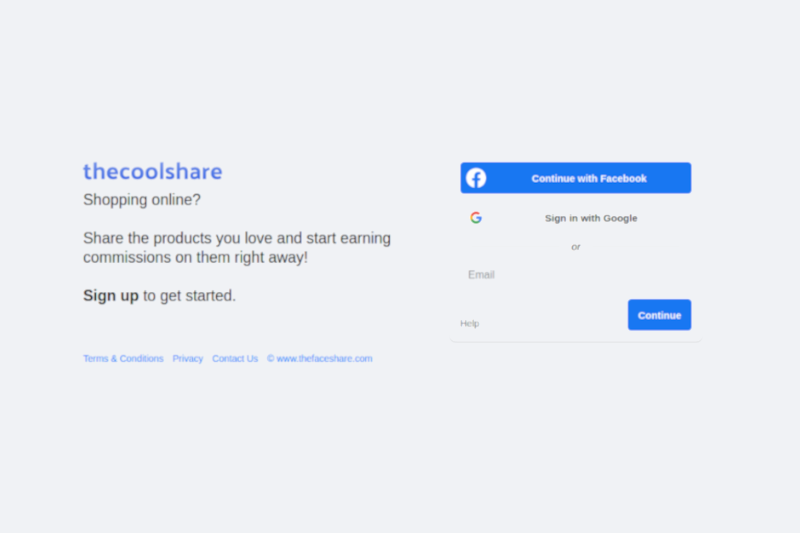 thecoolshare
Shopping online?
Share the products you love and start earning
commissions on them right away!
Sign up to get started.
Terms & Conditions Privacy Contact Us © www.thefaceshare.com
Continue with Facebook
Sign in with Google
or
Email
Continue
Help